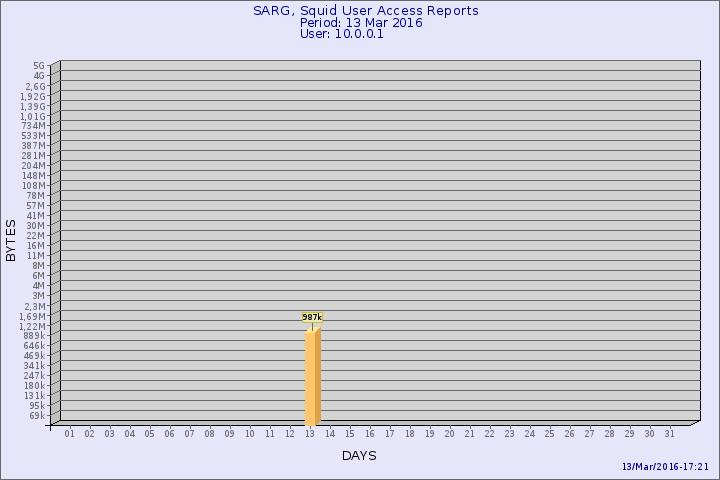 SARG, Squid User Access Reports
Period: 13 Mar 2016
User: 10.0.0.1
BYTES
5G
4G
2,6G
1,92G
1,39G
1,01G
734M
533M
387M
281M
204M
148M
108M
78M
57M
41M
30M
22M
16M
11M
8M
6M
4M
3M
2,3M
1,69M
1,22M
889k
646k
469k
341k
247k
180k
131k
95k
69k
987k
01 02 03 04 05 06 07 08 09 10 11 12 13 14 15 16 17 18 19 20 21 22 23 24 25 26 27 28 29 30 31
DAYS
13/Mar/2016-17:21